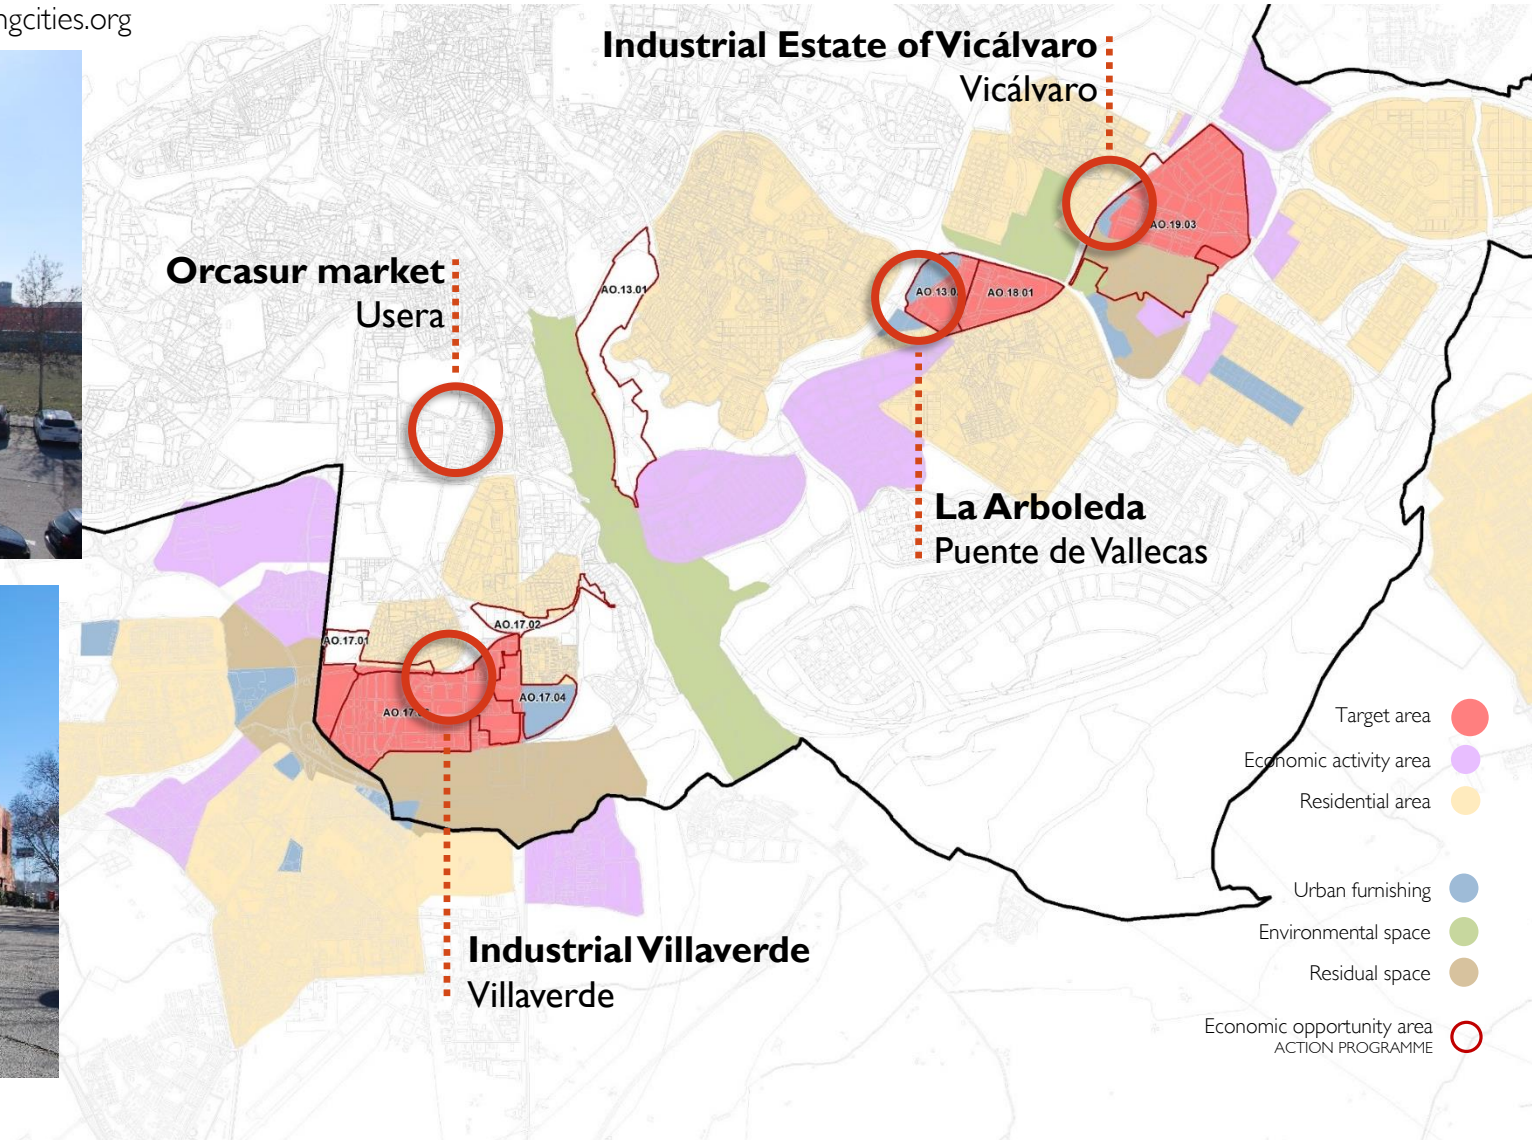 ngcities.org
Industrial Estate of Vicálvaro
Vicálvaro
Orcasur market
Usera
AO.19.03
AO.13.01
AO.13.0
AO.18.01
La Arboleda
Puente de Vallecas
AO.17.01
AO.17.02
AO.17.04
AO.17
Industrial Villaverde
Villaverde
Target area
Economic activity area
Residential area
Urban furnishing
Environmental space
Residual space
Economic opportunity area
ACTION PROGRAMME